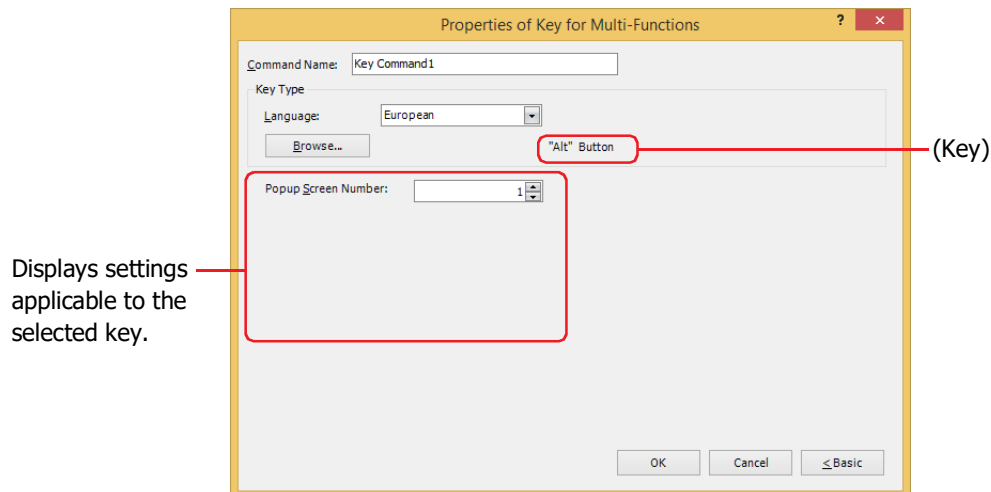 Properties of Key for Multi-Functions
?
×
Command Name: Key Command1
Key Type
Language: European
Browse... "Alt" Button
(Key)
Popup Screen Number: 1
Displays settings
applicable to the
selected key.
OK Cancel < Basic